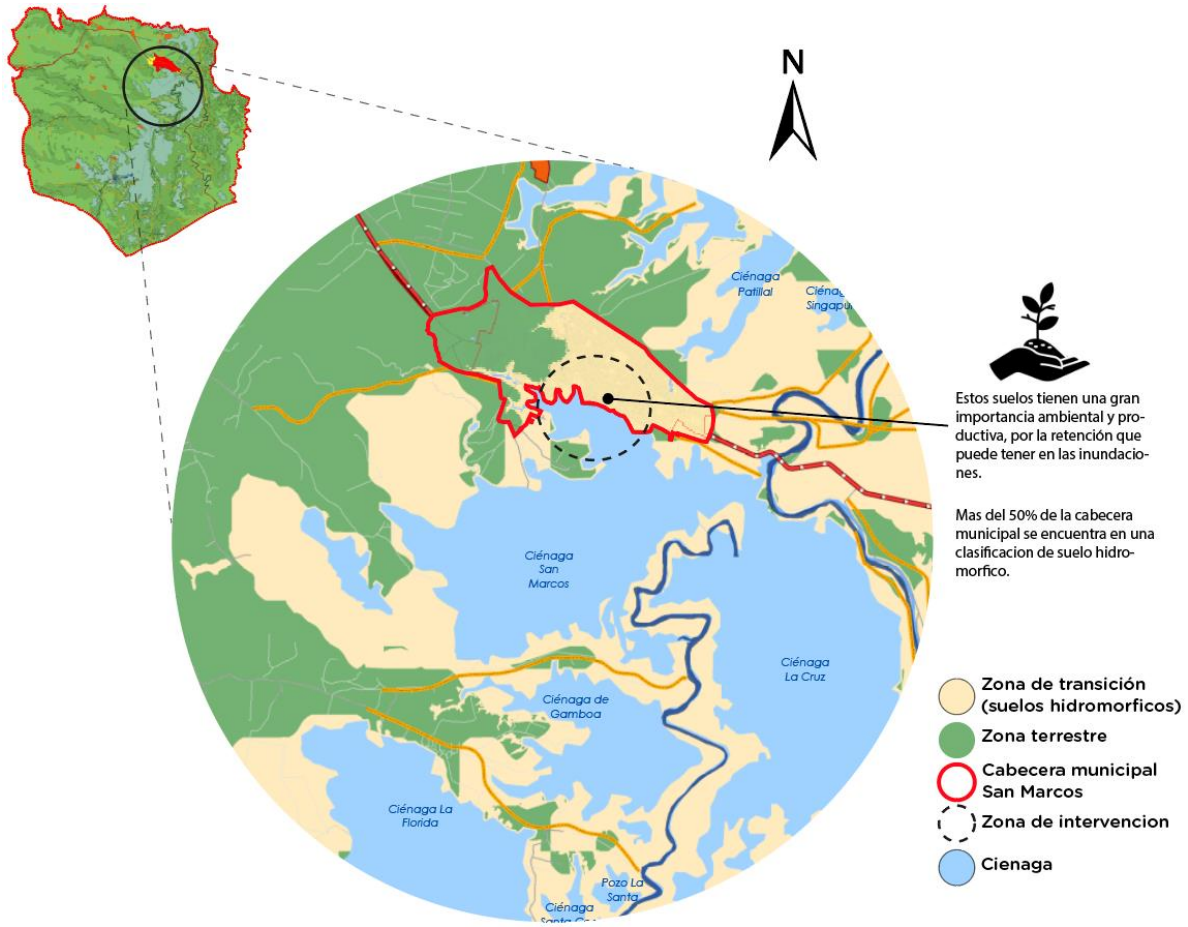 N
Ciénaga
Patillal
Ciénag
Singapu
Estos suelos tienen una gran
importancia ambiental y pro-
ductiva, por la retención que
puede tener en las inundacio-
nes.
Mas del 50% de la cabecera
municipal se encuentra en una
clasificacion de suelo hidro-
morfico.
Ciénaga
San
Marcos
Ciénaga
La Cruz
Ciénaga de
Gamboa
Ciénaga La
Florida
Pozo La
Santa
Ciénaga
Zona de transición
(suelos hidromorficos)
Zona terrestre
Cabecera municipal
San Marcos
Zona de intervencion
Cienaga